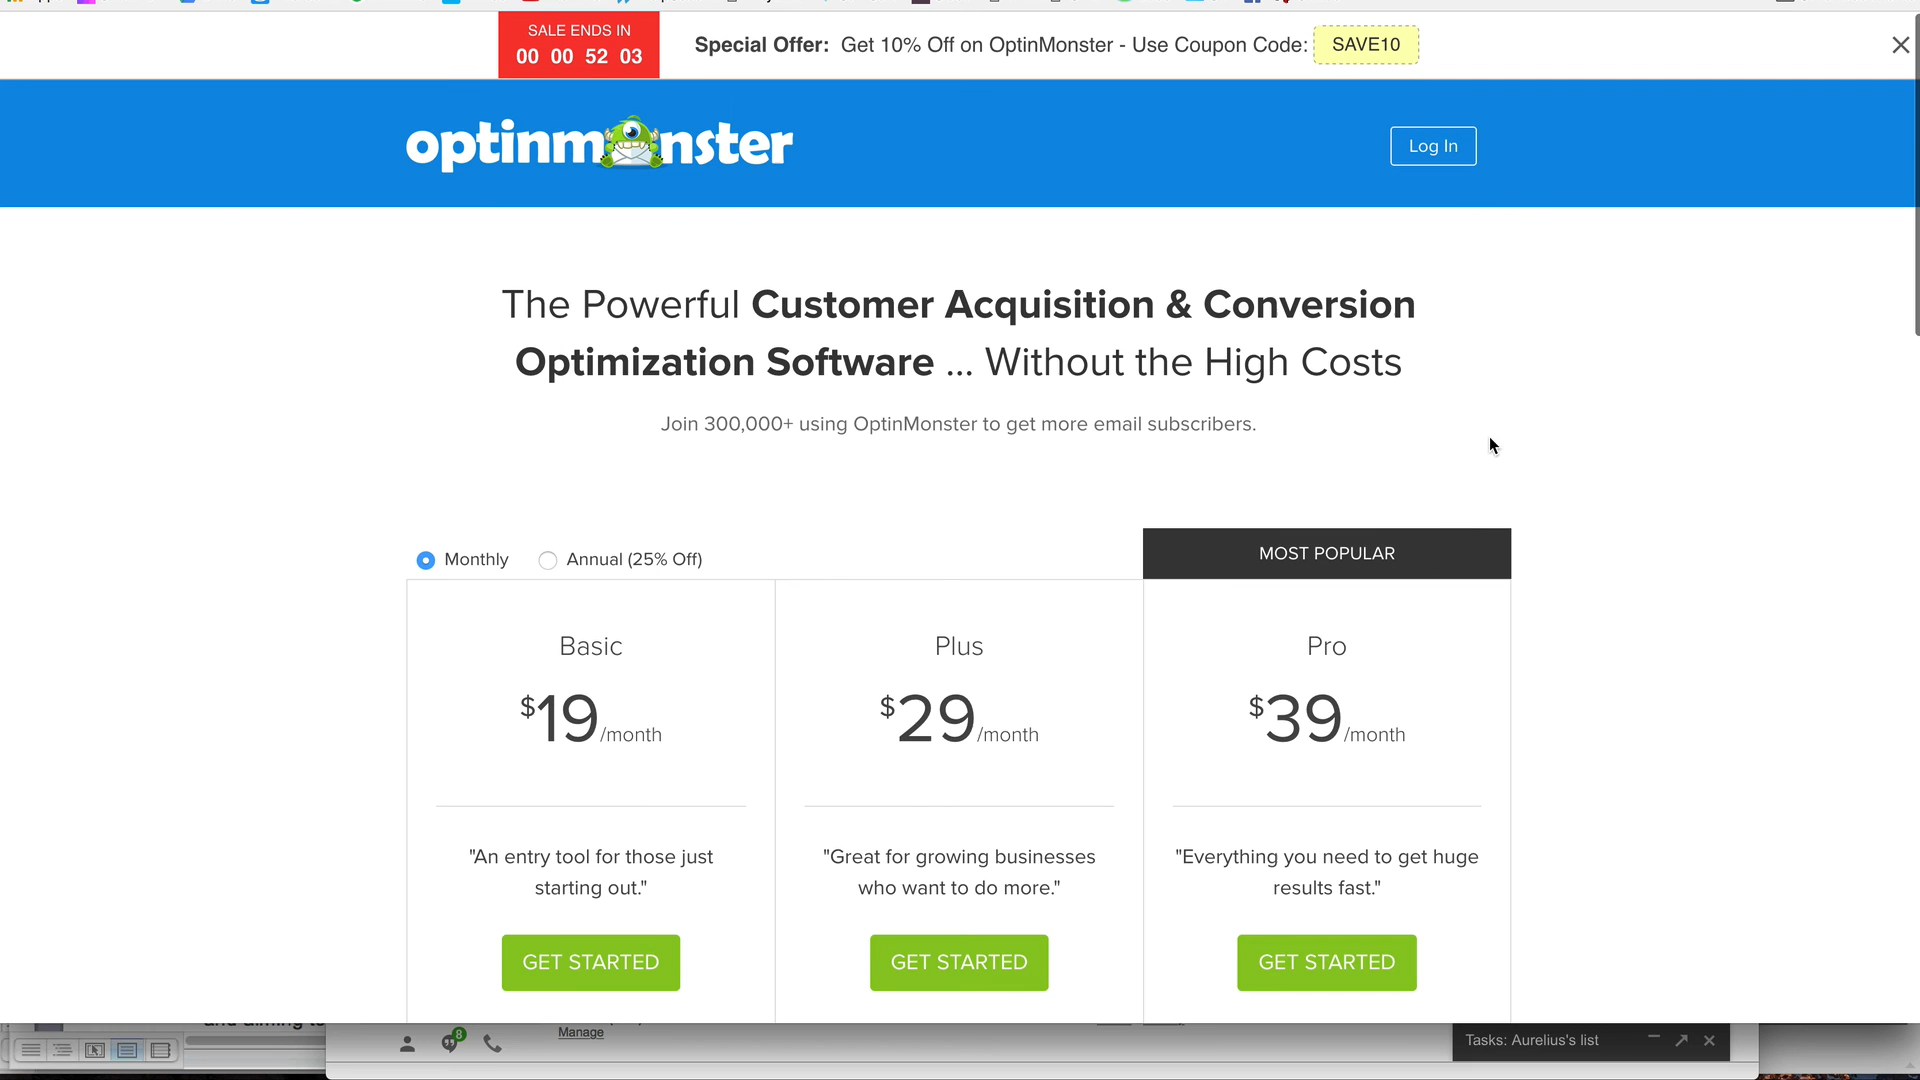 SALE ENDS IN
00 00 52 03
Special Offer: Get 10% Off on OptinMonster - Use Coupon Code: SAVE10
optinmonster
Log In
The Powerful Customer Acquisition & Conversion
Optimization Software ... Without the High Costs
Join 300,000+ using OptinMonster to get more email subscribers.
Monthly
Annual (25% Off)
MOST POPULAR
Basic
$19/month
"An entry tool for those just
starting out."
GET STARTED
Plus
$29/month
"Great for growing businesses
who want to do more."
GET STARTED
Pro
$39/month
"Everything you need to get huge
results fast."
GET STARTED
8
Manage
Tasks: Aurelius's list